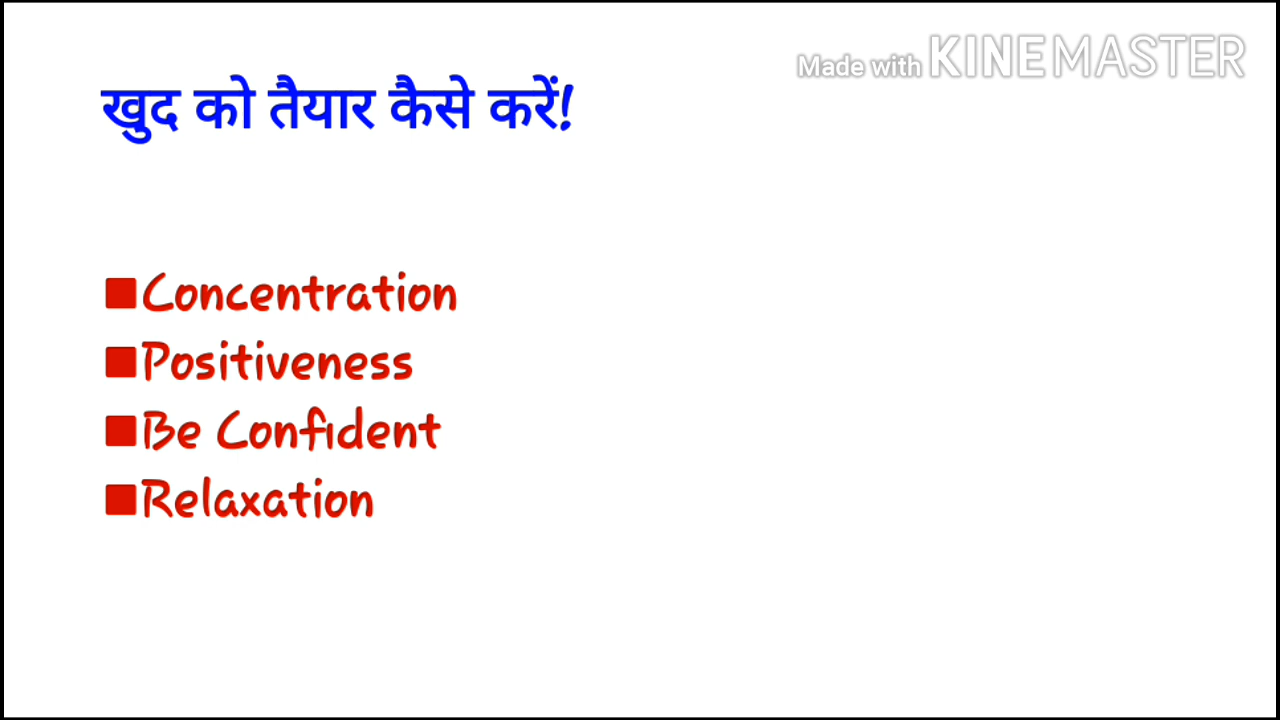 Made with KINEMASTER
खुद को तैयार कैसे करें!
■Concentration
■Positiveness
■Be Confident
■Relaxation